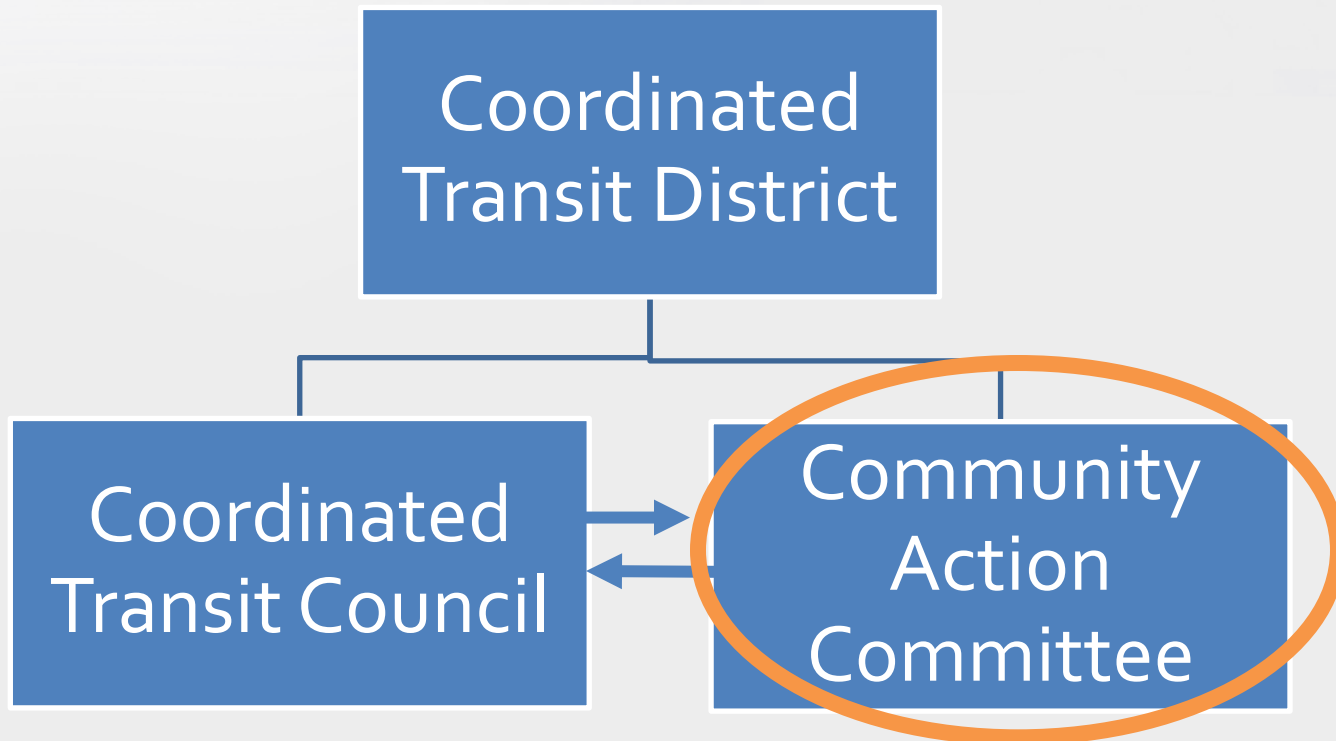 Coordinated
Transit District
Coordinated
Transit Council
Community
Action
Committee